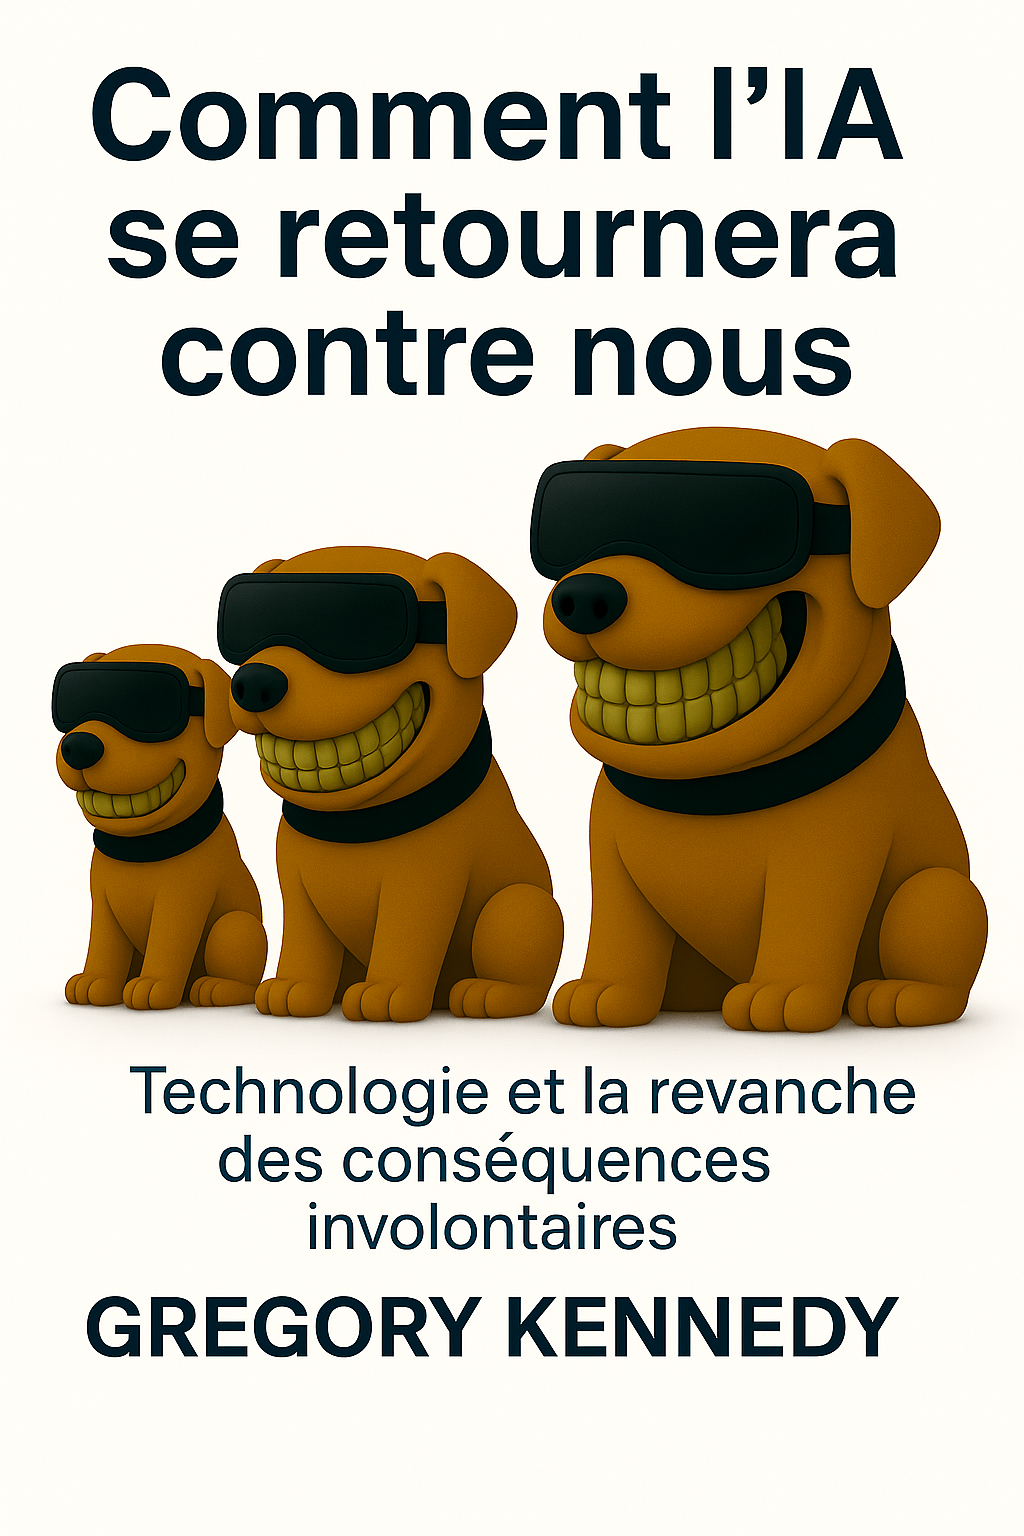 Comment l’IA
se retournera
contre nous
Technologie et la revanche
des conséquences
involontaires
GREGORY KENNEDY